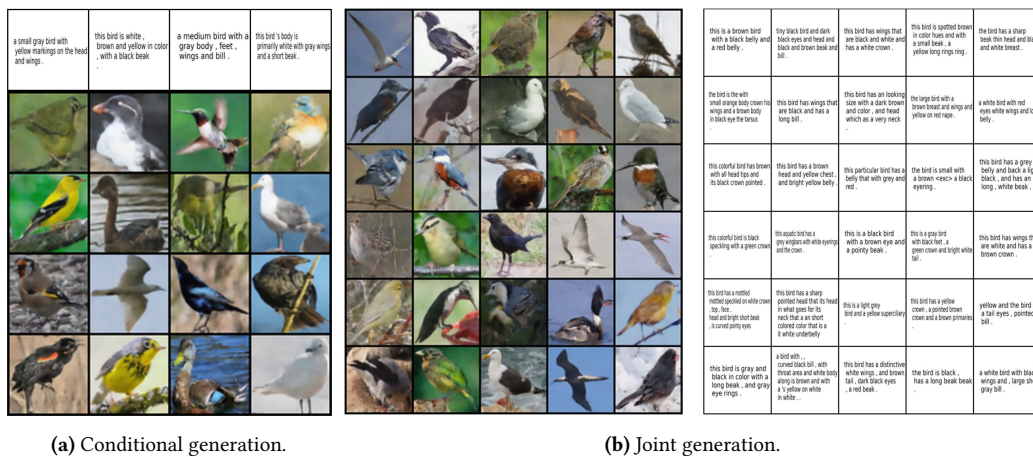 a small gray bird with
yellow markings on the head
and wings .
this bird 's is white ,
brown and yellow in color
, with a black beak
.
a medium bird with a
gray body , feet ,
wings and bill .
this bird 's body is
primarily white with gray wings
and a short beak .
(a) Conditional generation.
this is a brown bird
with a black belly and
a red belly .
tiny black bird and dark
black eyes and head and
black and brown beak and
bill .
this bird has wings that
are black and white and
has a white crown .
this bird is spotted brown
in color hues and with
a small beak , a
yellow long rings ring .
the bird has a sharp
beak thin head and
and white breast .
the bird is the with
small orange body crown his
wings and a brown body
in black eye the tarsus
.
this bird has wings that
are black and has a
long bill .
this bird has an looking
size with a dark brown
and color , and head
which as a very neck
.
the large bird with a
brown breast and wings and
yellow on red nape .
a white bird with red
eyes white wings and
belly .
this colorful bird has brown
with all head tips and
its black crown pointed .
this bird has a brown
head and yellow chest ,
and bright yellow belly .
this particular bird has a
belly that with grey and
red .
the bird is small with
a brown <exc> a black
eyering .
this bird has a grey
belly and back a
black , and has an
long , white beak .
this colorful bird is black
speckling with a green crown
.
this aquatic bird has a
grey wingbars with white eyerings
and the crown .
this is a black bird
with a brown eye and
a pointy beak .
this is a gray bird
with black feet , a
green crown and bright white
tail .
this bird has wings
are white and has a
brown crown .
this bird has a mottled
mottled speckled on white crown
, top , face ,
head and bright short beak
, is curved pointy eyes
this bird has a sharp
pointed head that its head
in what goes for its
neck that a an short
colored color that is a
it white underbelly
this is a light grey
bird and a yellow superciliary
.
this bird has a yellow
crown , a pointed brown
crown and a brown primaries
.
yellow and the bird
a tail eyes , pointed
bill .
this bird is gray and
black in color with a
long beak , and gray
eye rings .
a bird with , ,
curved black bill , with
throat area and white body
along is brown and with
a 's yellow on white
in white . .
this bird has a distinctive
white wings , and brown
tail , dark black eyes
, a red beak .
the bird is black ,
has a long beak beak
.
a white bird with
wings and , large
gray bill .
(b) Joint generation.